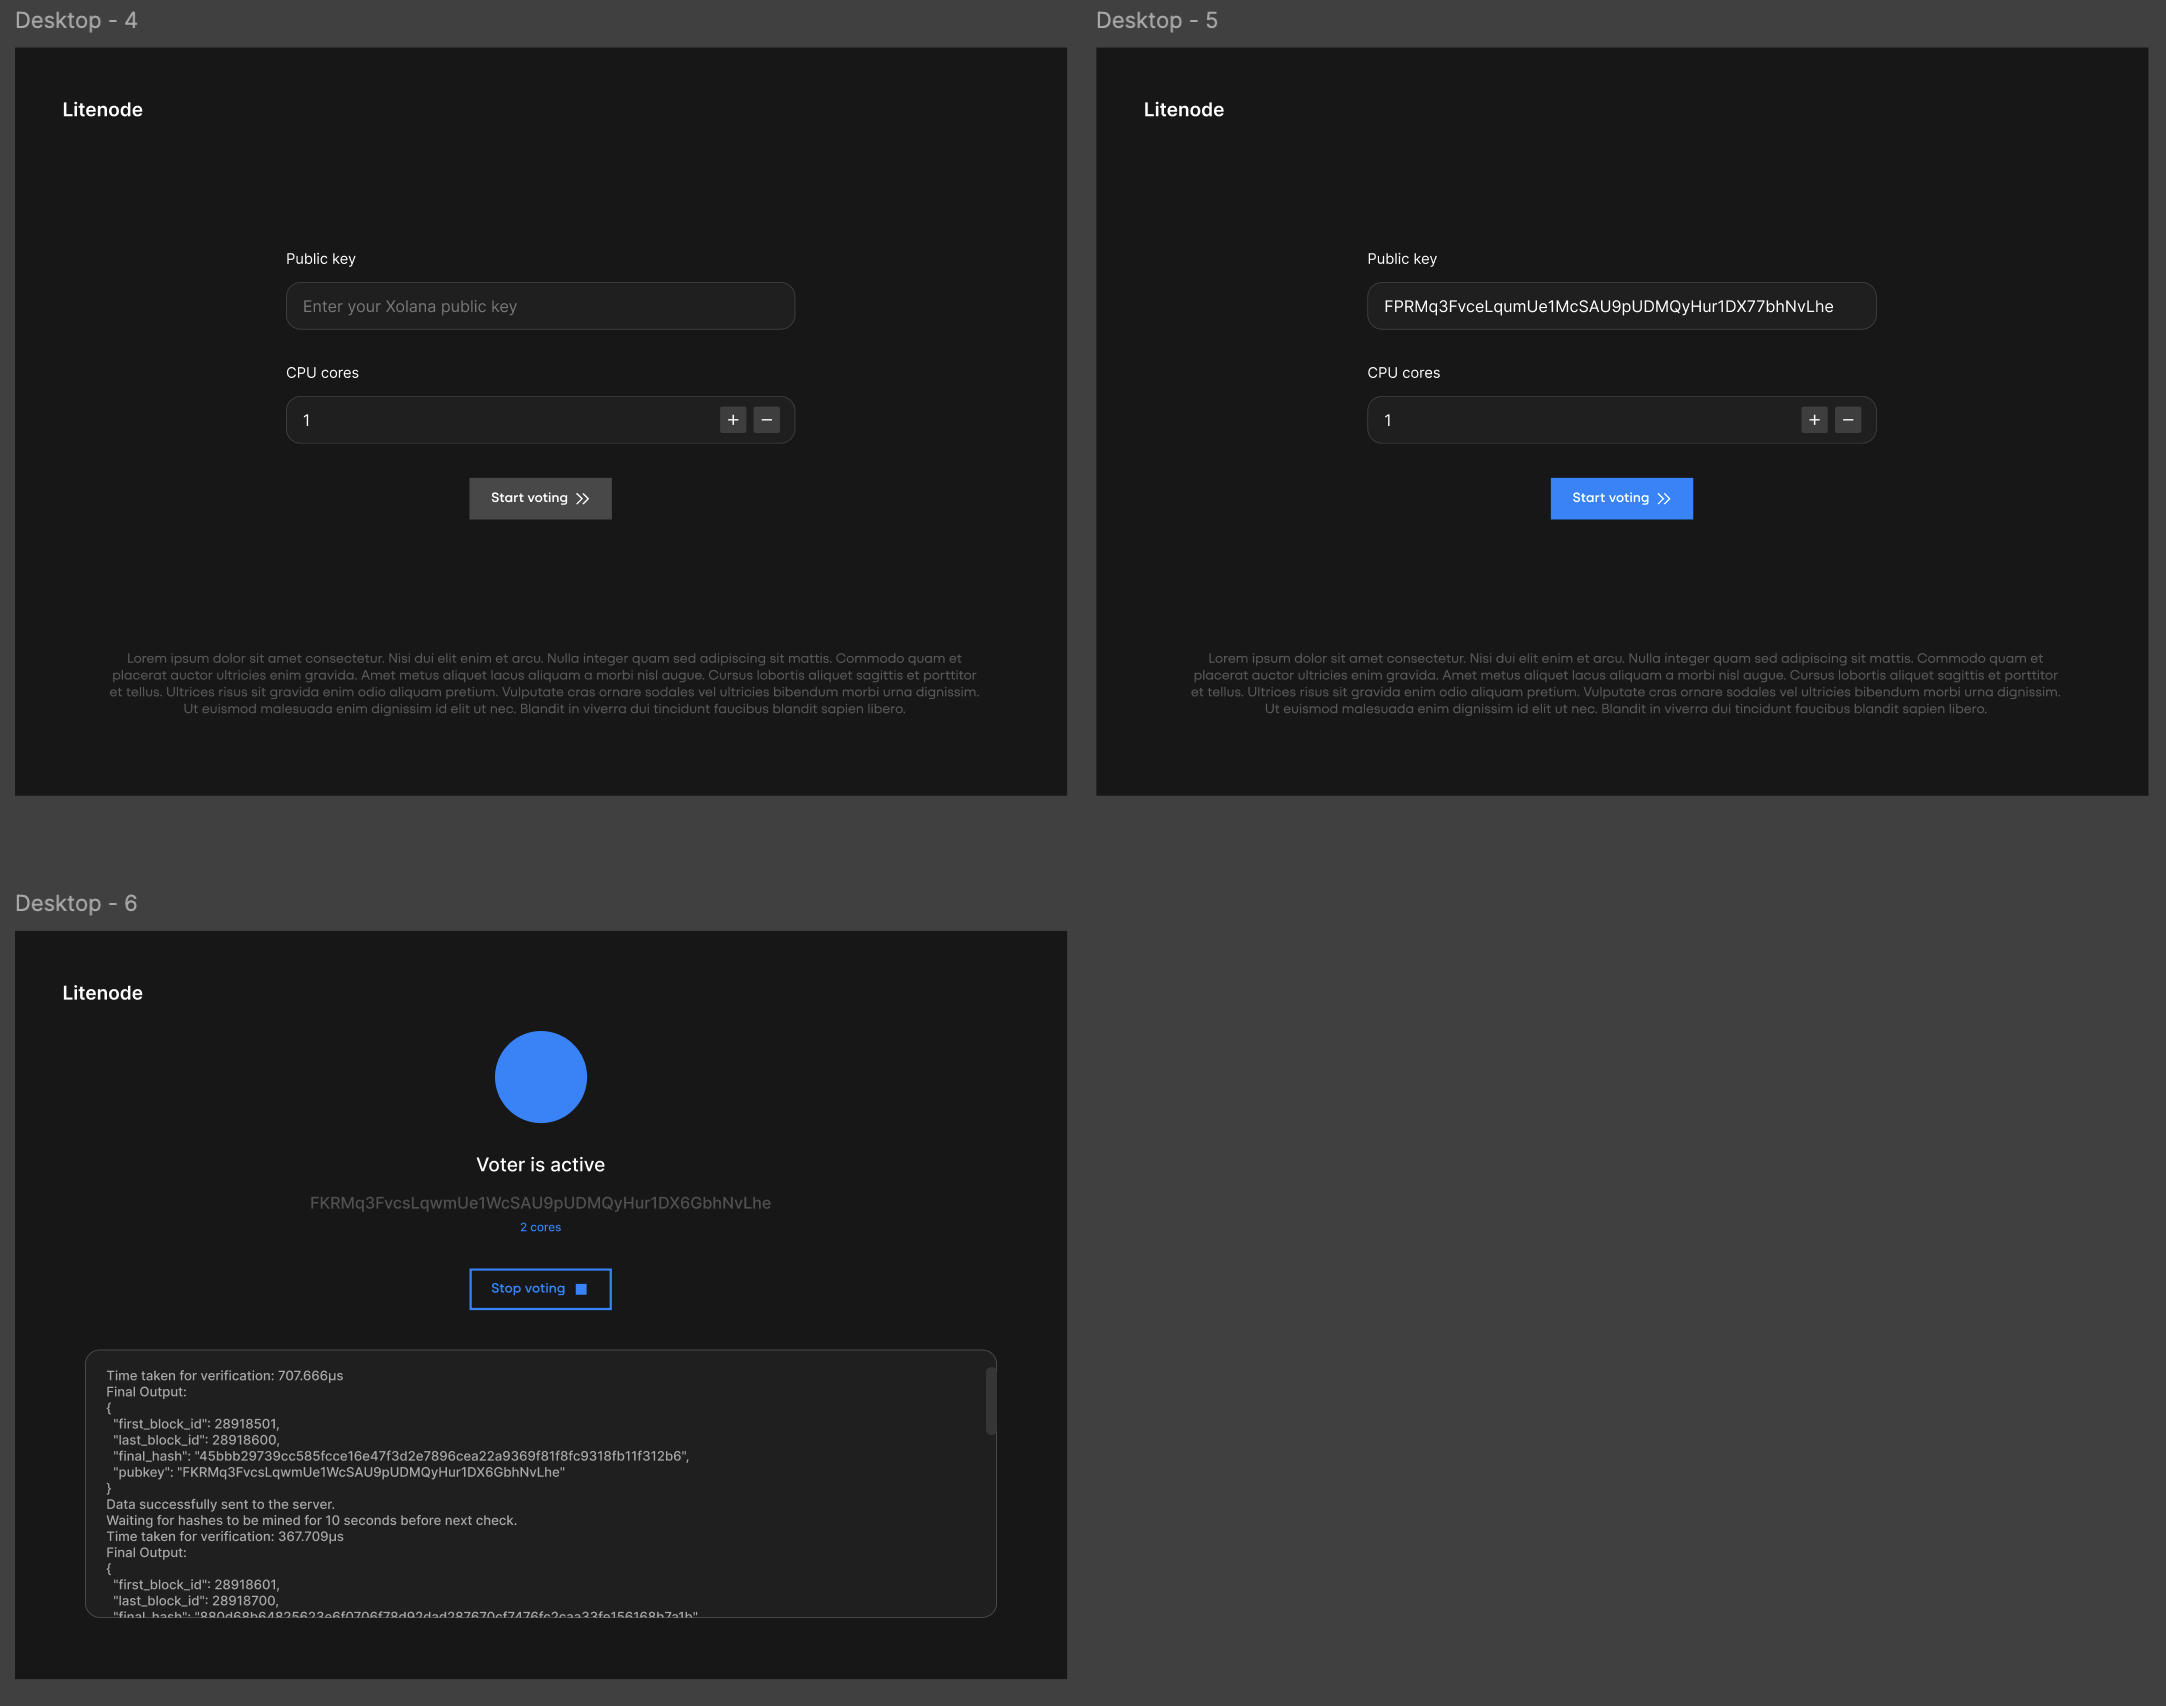 Desktop - 4
Litenode
Public key
Enter your Xolana public key
CPU cores
1
+ −
Start voting
Lorem ipsum dolor sit amet consectetur. Nisi dui elit enim et arcu. Nulla integer quam sed adipiscing sit mattis. Commodo quam et
placerat auctor ultricies enim gravida. Amet metus aliquet lacus aliquam a morbi nisl augue. Cursus lobortis aliquet sagittis et porttitor
et tellus. Ultrices risus sit gravida enim odio aliquam pretium. Vulputate cras ornare sodales vel ultricies bibendum morbi urna dignissim.
Ut euismod malesuada enim dignissim id elit ut nec. Blandit in viverra dui tincidunt faucibus blandit sapien libero.
Desktop - 5
Litenode
Public key
FPRMq3FvceLqumUe1McSAU9pUDMQyHur1DX77bhNvLhe
CPU cores
1
+ −
Start voting
Lorem ipsum dolor sit amet consectetur. Nisi dui elit enim et arcu. Nulla integer quam sed adipiscing sit mattis. Commodo quam et
placerat auctor ultricies enim gravida. Amet metus aliquet lacus aliquam a morbi nisl augue. Cursus lobortis aliquet sagittis et porttitor
et tellus. Ultrices risus sit gravida enim odio aliquam pretium. Vulputate cras ornare sodales vel ultricies bibendum morbi urna dignissim.
Ut euismod malesuada enim dignissim id elit ut nec. Blandit in viverra dui tincidunt faucibus blandit sapien libero.
Desktop - 6
Litenode
Voter is active
FKRMq3FvcsLqwmUe1WcSAU9pUDMQyHur1DX6GbhNvLhe
2 cores
Stop voting
Time taken for verification: 707.666µs
Final Output:
{
"first_block_id": 28918501,
"last_block_id": 28918600,
"final_hash": "45bbb29739cc585fcce16e47f3d2e7896cea22a9369f81f8fc9318fb11f312b6",
"pubkey": "FKRMq3FvcsLqwmUe1WcSAU9pUDMQyHur1DX6GbhNvLhe"
}
Data successfully sent to the server.
Waiting for hashes to be mined for 10 seconds before next check.
Time taken for verification: 367.709µs
Final Output:
{
"first_block_id": 28918601,
"last_block_id": 28918700,
"final_hash":